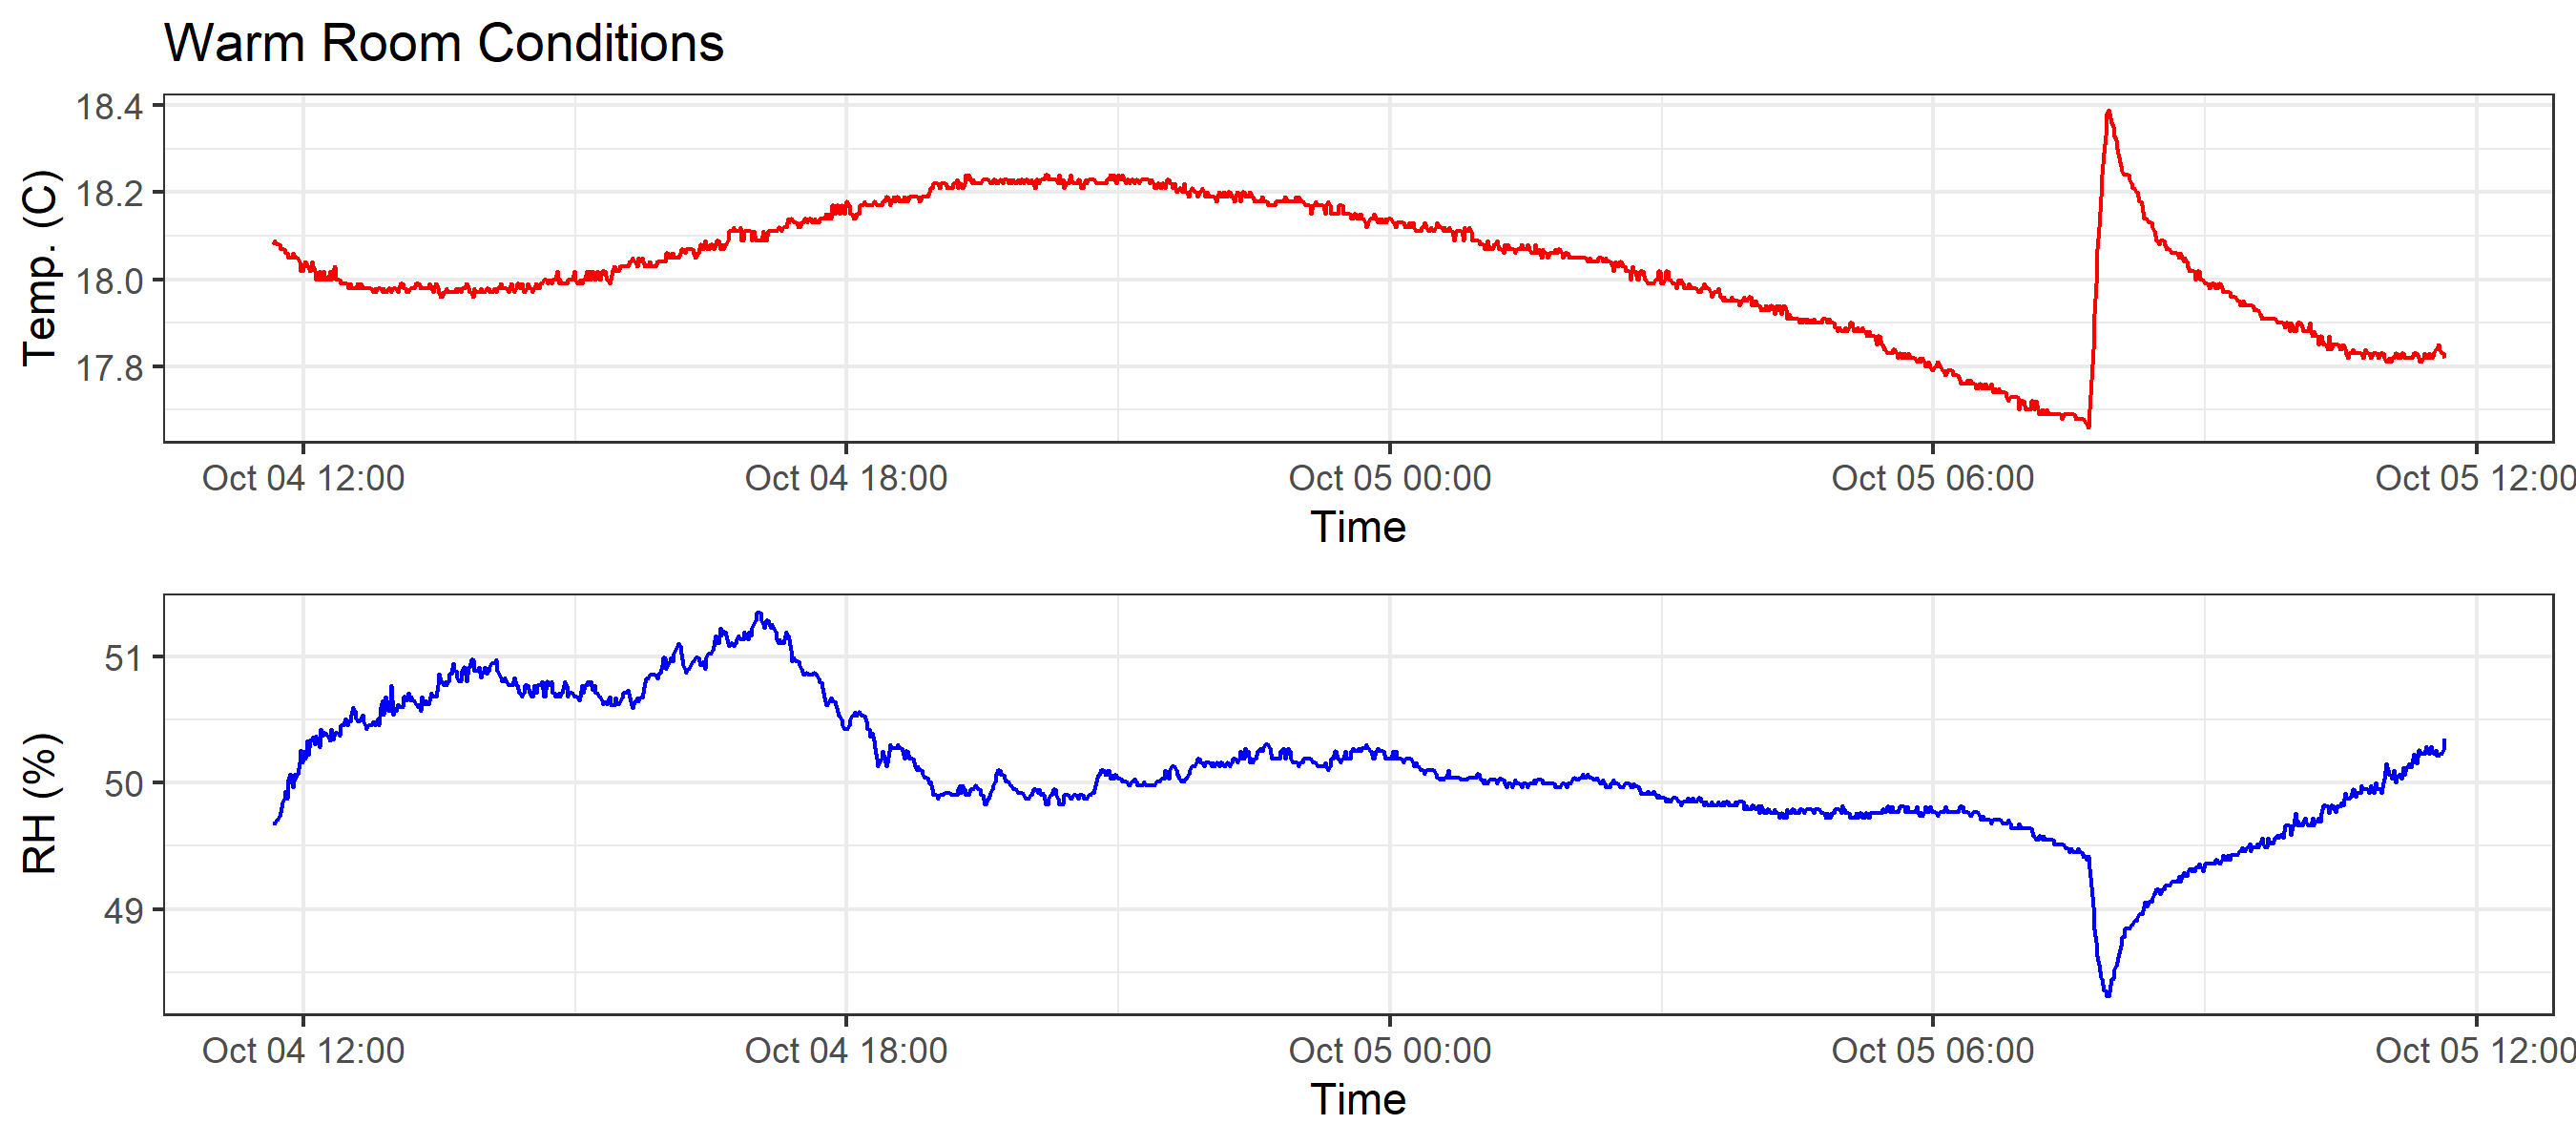 Warm Room Conditions
18.4
18.2
18.0
17.8
Temp. (C)
Oct 04 12:00 Oct 04 18:00 Oct 05 00:00 Oct 05 06:00 Oct 05 12:00
Time
51
50
49
RH (%)
Oct 04 12:00 Oct 04 18:00 Oct 05 00:00 Oct 05 06:00 Oct 05 12:00
Time